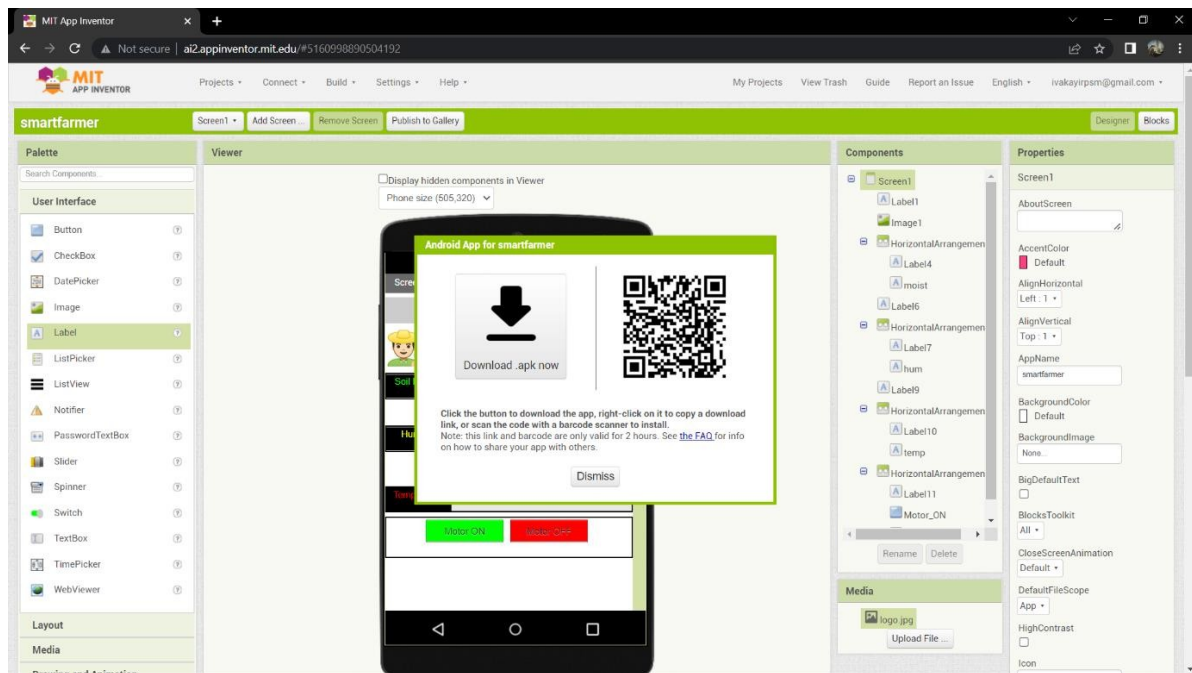 MIT App Inventor
Not secure | ai2.appinventor.mit.edu/#5160998890504192
MIT
APP INVENTOR
Projects Connect Build Settings Help My Projects View Trash Guide Report an Issue English ivakayirpsm@gmail.com
smartfarmer Screen1 Add Screen ... Remove Screen Publish to Gallery Designer Blocks
Palette
Search Components...
User Interface
Button
CheckBox
DatePicker
Image
Label
ListPicker
ListView
Notifier
PasswordTextBox
Slider
Spinner
Switch
TextBox
TimePicker
WebViewer
Layout
Media
Drawing and Animation
Viewer
Display hidden components in Viewer
Phone size (505,320)
Android App for smartfarmer
Download .apk now
Click the button to download the app, right-click on it to copy a download
link, or scan the code with a barcode scanner to install.
Note: this link and barcode are only valid for 2 hours. See the FAQ for info
on how to share your app with others.
Dismiss
Soil
Motor ON Motor OFF
Components
Screen1
Label1
Image1
HorizontalArrangemen
Label4
moist
Label6
HorizontalArrangemen
Label7
hum
Label9
HorizontalArrangemen
Label10
temp
HorizontalArrangemen
Label11
Motor_ON
Rename Delete
Media
logo.jpg
Upload File ...
Properties
Screen1
AboutScreen
AccentColor
Default
AlignHorizontal
Left : 1
AlignVertical
Top : 1
AppName
smartfarmer
BackgroundColor
Default
BackgroundImage
None...
BigDefaultText
BlocksToolkit
All
CloseScreenAnimation
Default
DefaultFileScope
App
HighContrast
Icon